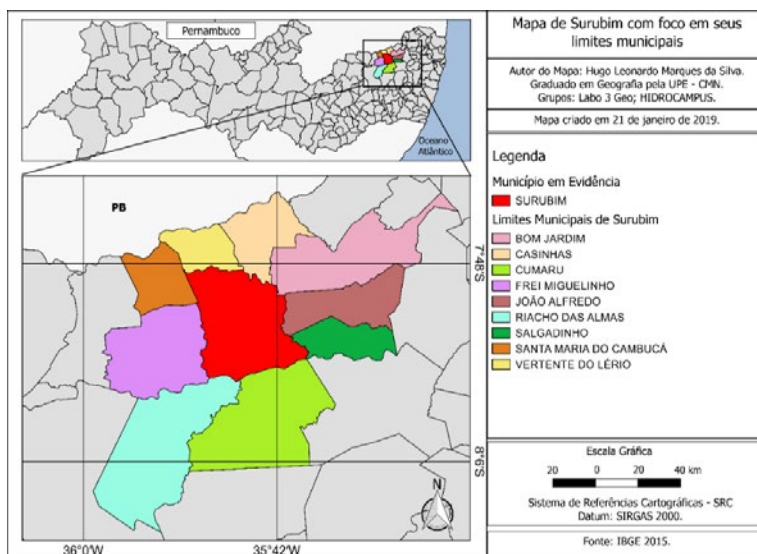 Pernambuco
Oceano
Atlântico
PB
7°48'S
8°6'S
36°0'W
35°42'W
N
Mapa de Surubim com foco em seus
limites municipais
Autor do Mapa: Hugo Leonardo Marques da Silva.
Graduado em Geografia pela UPE - CMN.
Grupos: Labo 3 Geo; HIDROCAMPUS.
Mapa criado em 21 de janeiro de 2019.
Legenda
Município em Evidência
SURUBIM
Limites Municipais de Surubim
BOM JARDIM
CASINHAS
CUMARU
FREI MIGUELINHO
JOÃO ALFREDO
RIACHO DAS ALMAS
SALGADINHO
SANTA MARIA DO CAMBUCÁ
VERTENTE DO LÉRIO
Escala Gráfica
20 0 20 40 km
Sistema de Referências Cartográficas - SRC
Datum: SIRGAS 2000.
Fonte: IBGE 2015.